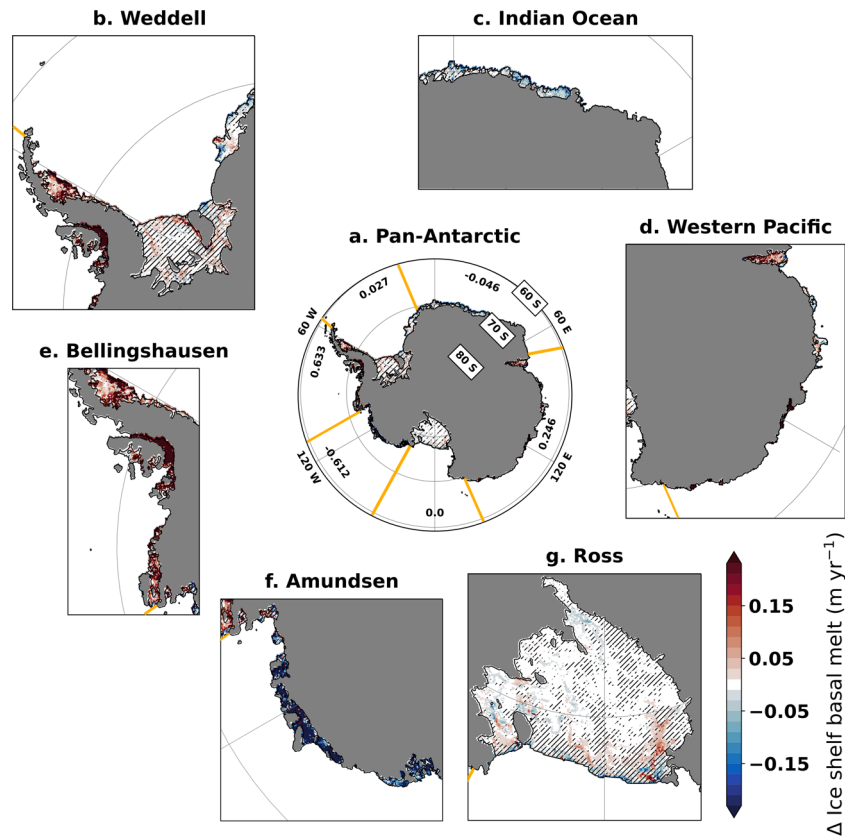 b. Weddell
c. Indian Ocean
a. Pan-Antarctic
d. Western Pacific
0.027
-0.046
60 S
60 W
60 E
70 S
e. Bellingshausen
0.633
80 S
0.246
120 W
-0.612
120 E
0.0
f. Amundsen
g. Ross
0.15
0.05
−0.05
−0.15
Δ Ice shelf basal melt (m yr⁻¹)